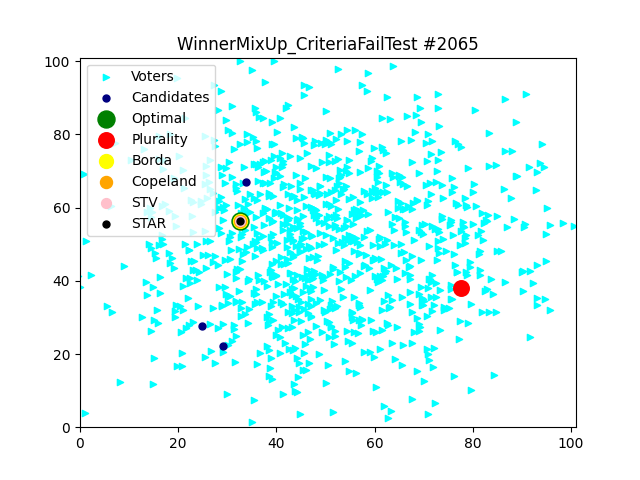 WinnerMixUp_CriteriaFailTest #2065
100
80
60
40
20
0
0
20
40
60
80
100
Voters
Candidates
Optimal
Plurality
Borda
Copeland
STV
STAR